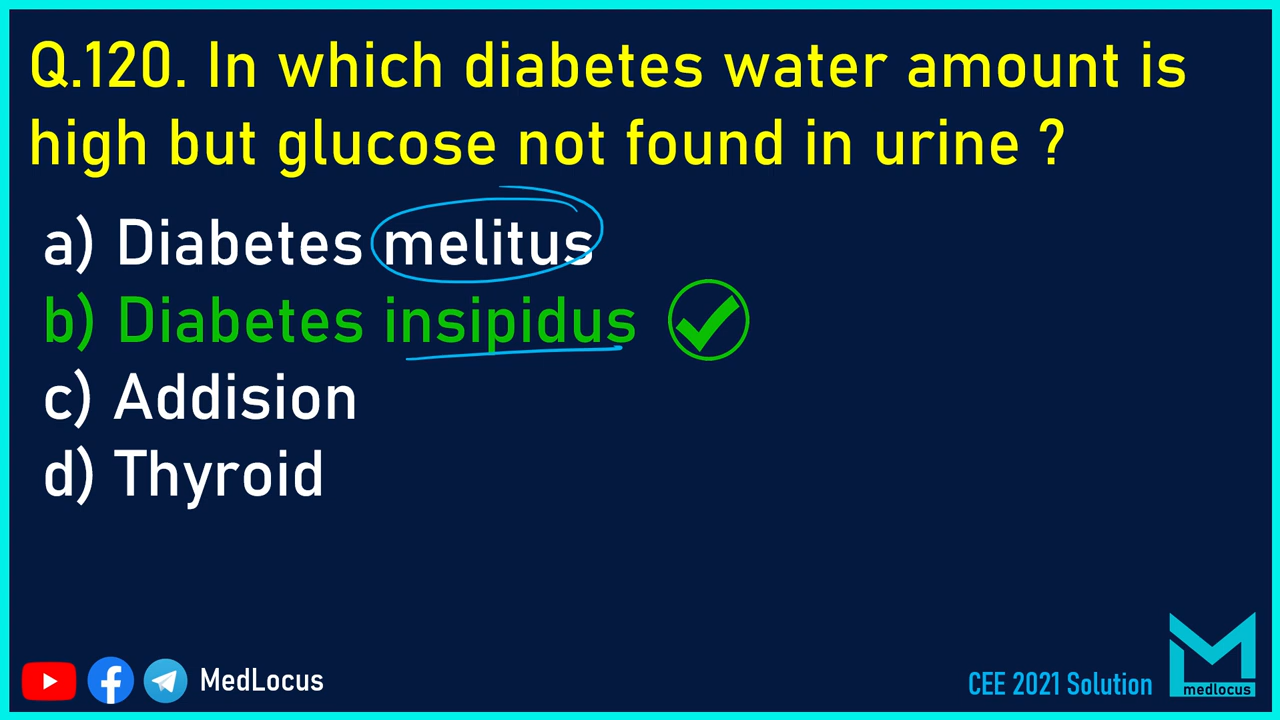 Q.120. In which diabetes water amount is
high but glucose not found in urine ?
a) Diabetes melitus
b) Diabetes insipidus
c) Addision
d) Thyroid
MedLocus
CEE 2021 Solution
medlocus